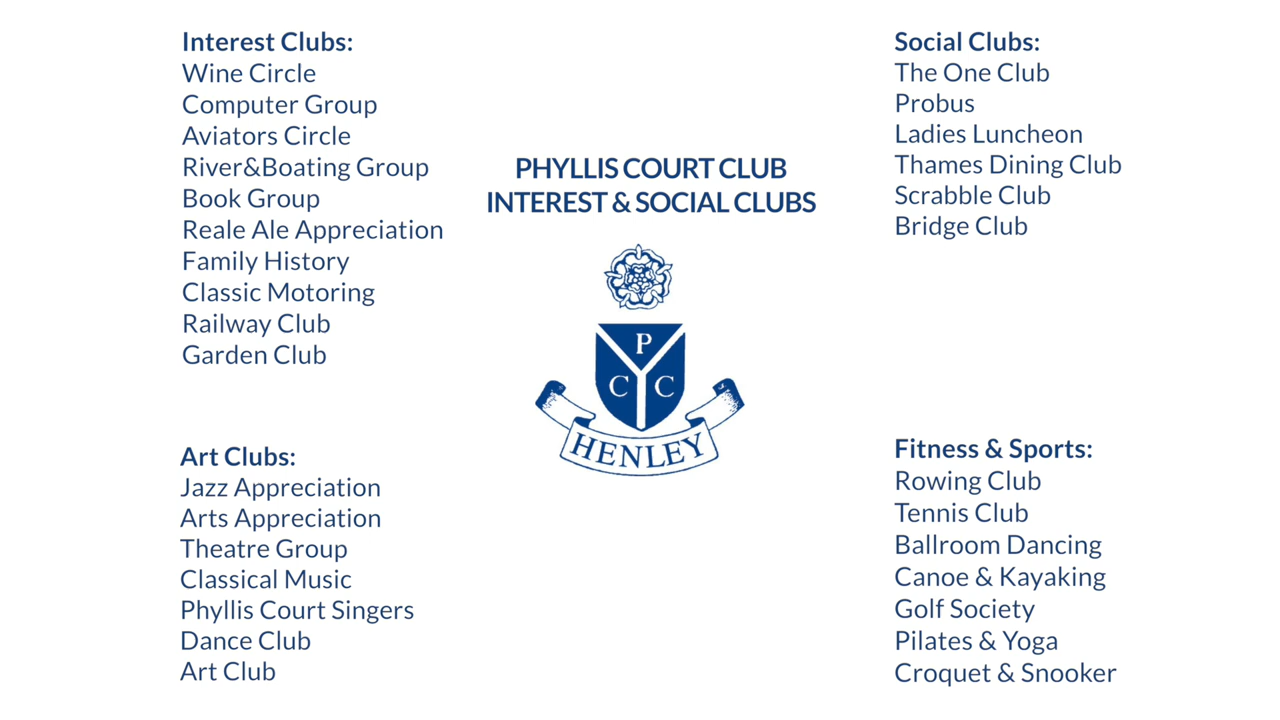 Interest Clubs:
Wine Circle
Computer Group
Aviators Circle
River&Boating Group
Book Group
Reale Ale Appreciation
Family History
Classic Motoring
Railway Club
Garden Club
Art Clubs:
Jazz Appreciation
Arts Appreciation
Theatre Group
Classical Music
Phyllis Court Singers
Dance Club
Art Club
PHYLLIS COURT CLUB
INTEREST & SOCIAL CLUBS
P
C C
HENLEY
Social Clubs:
The One Club
Probus
Ladies Luncheon
Thames Dining Club
Scrabble Club
Bridge Club
Fitness & Sports:
Rowing Club
Tennis Club
Ballroom Dancing
Canoe & Kayaking
Golf Society
Pilates & Yoga
Croquet & Snooker